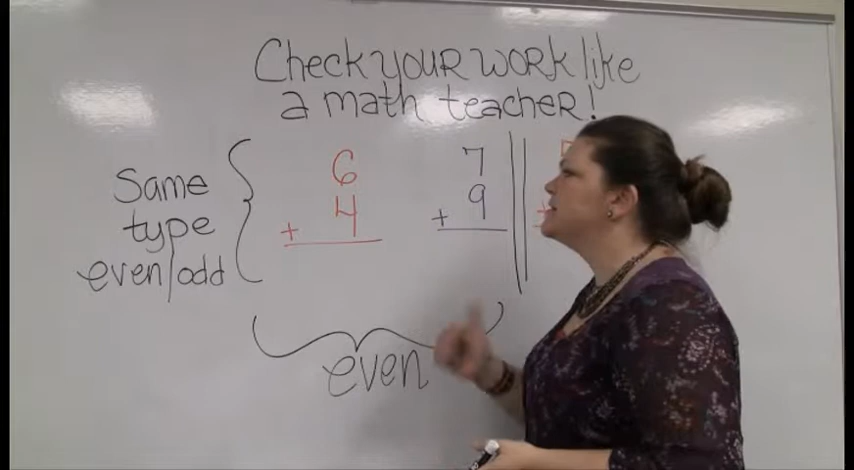 Check your work like
a math teacher!
Same
type
even/odd
6
+ 4
7
+ 9
+
even